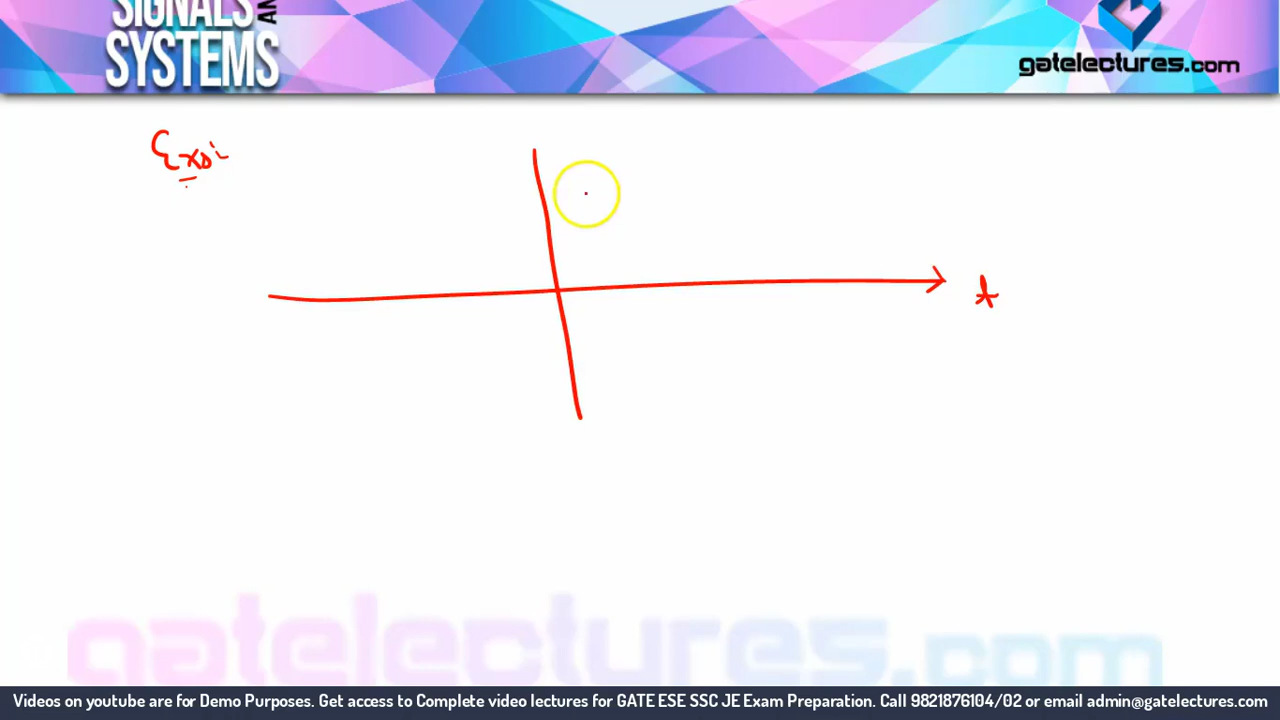 SIGNALS AND
SYSTEMS
gatelectures.com
t
gatelectures.com
Videos on youtube are for Demo Purposes. Get access to Complete video lectures for GATE ESE SSC JE Exam Preparation. Call 9821876104/02 or email admin@gatelectures.com